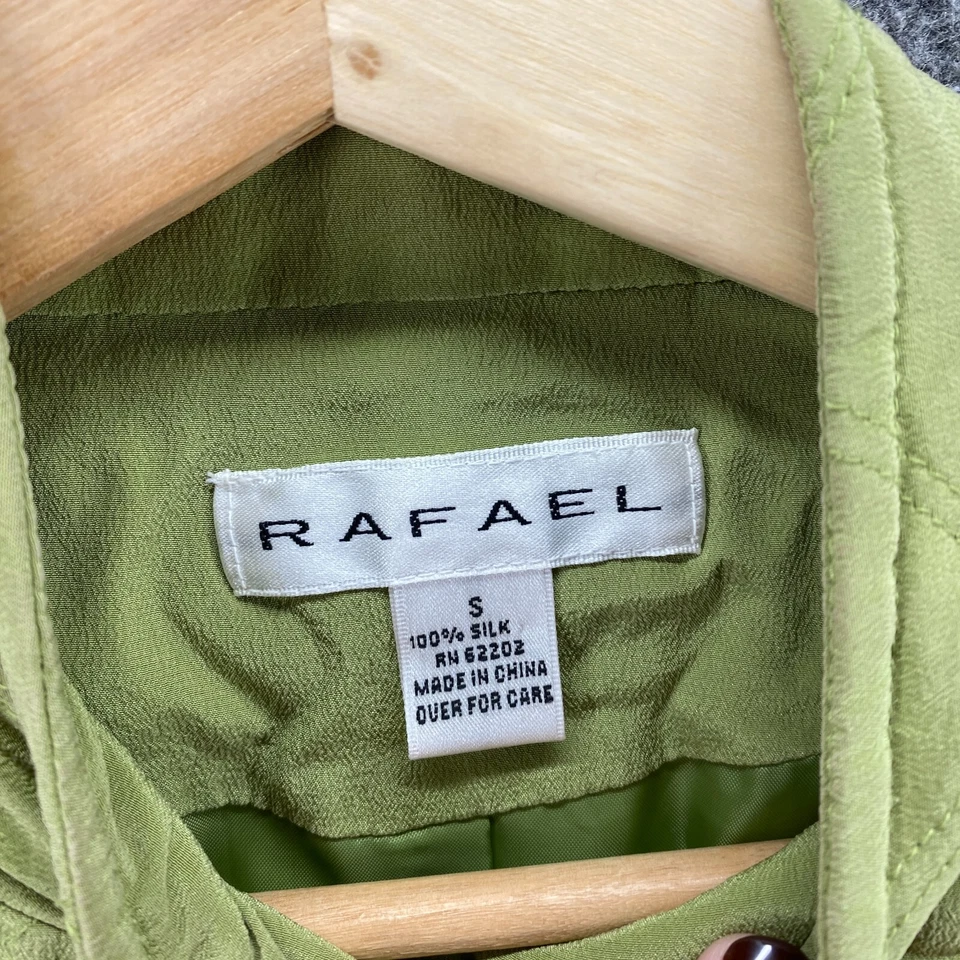 RAFAEL
S
100% SILK
RN 62202
MADE IN CHINA
OVER FOR CARE